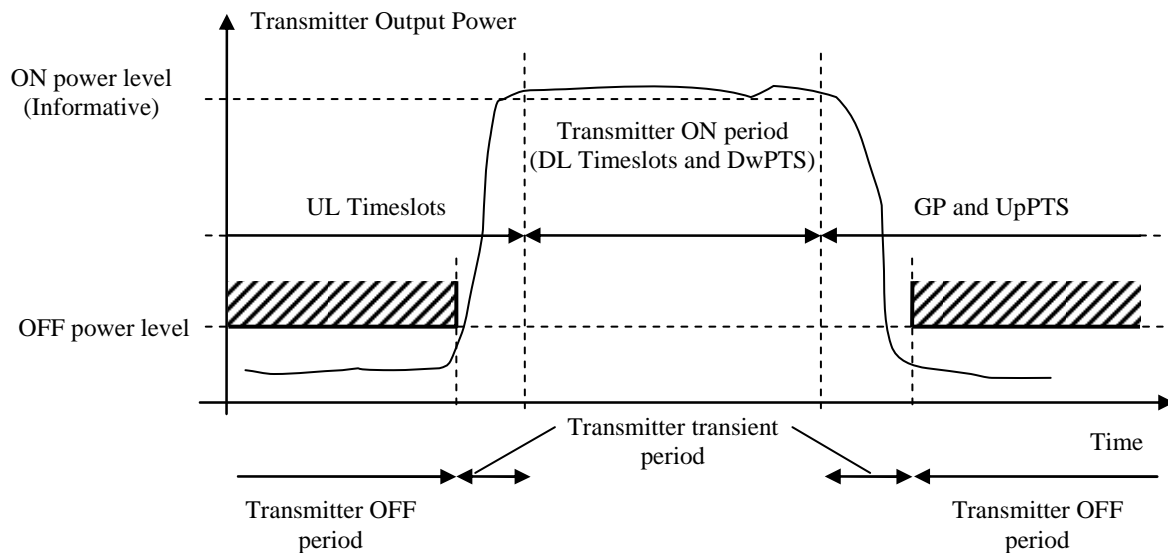 Transmitter Output Power
ON power level
(Informative)
Transmitter ON period
(DL Timeslots and DwPTS)
UL Timeslots
GP and UpPTS
OFF power level
Transmitter transient
period
Time
Transmitter OFF
period
Transmitter OFF
period